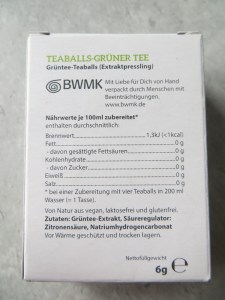 TEABALLS-GRÜNER TEE
Grüntee-Teaballs (Extraktpressling)
BWMK
Mit Liebe für Dich von Hand
verpackt durch Menschen mit
Beeinträchtigungen.
www.bwmk.de
Nährwerte je 100ml zubereitet*
enthalten durchschnittlich:
Brennwert 1,3kJ (<1kcal)
Fett 0 g
- davon gesättigte Fettsäuren 0 g
Kohlenhydrate 0 g
- davon Zucker 0 g
Eiweiß 0 g
Salz 0 g
* bei einer Zubereitung mit vier Teaballs in 200 ml
Wasser (= 1 Tasse).
Von Natur aus vegan, laktosefrei und glutenfrei.
Zutaten: Grüntee-Extrakt, Säureregulator:
Zitronensäure, Natriumhydrogencarbonat
Vor Wärme geschützt und trocken lagern.
Nettofüllgewicht
6g ℮